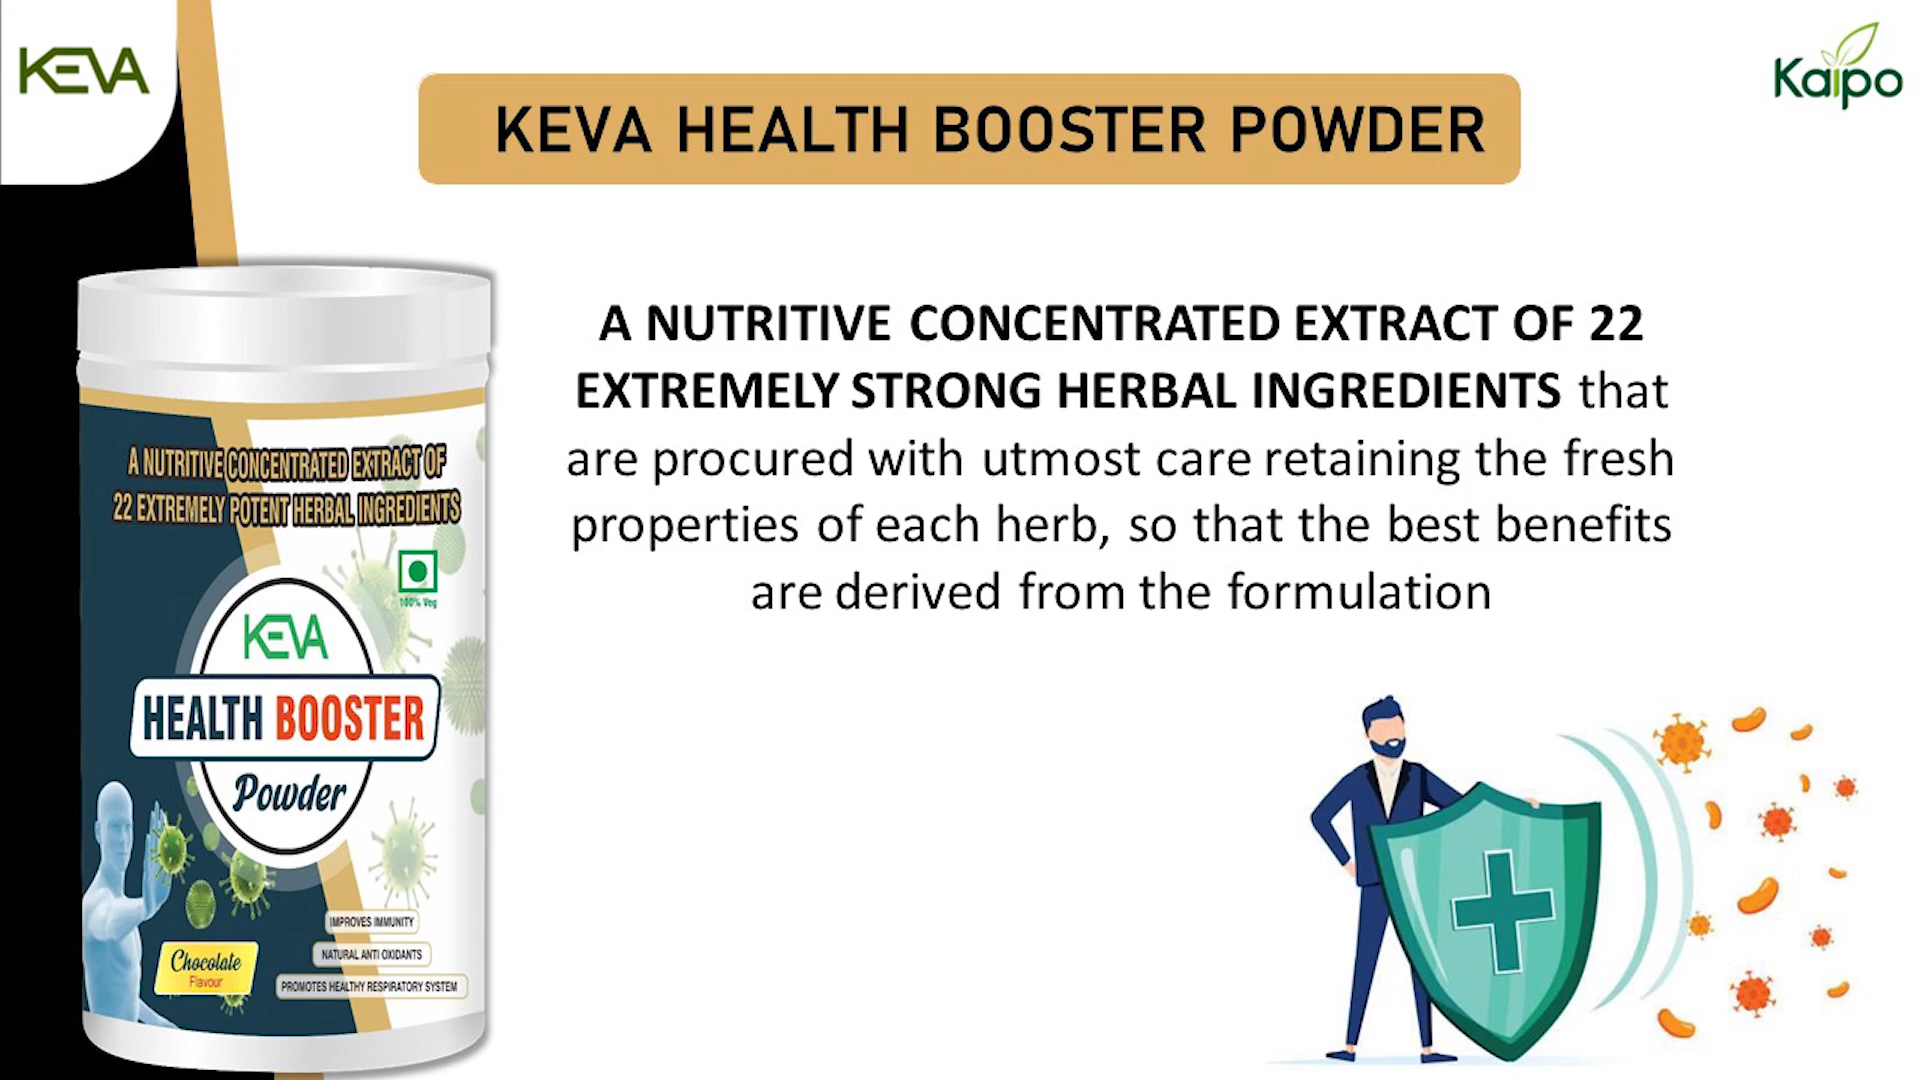 KEVA
Kaipo
KEVA HEALTH BOOSTER POWDER
A NUTRITIVE CONCENTRATED EXTRACT OF 22
EXTREMELY STRONG HERBAL INGREDIENTS that
are procured with utmost care retaining the fresh
properties of each herb, so that the best benefits
are derived from the formulation
A NUTRITIVE CONCENTRATED EXTRACT OF
22 EXTREMELY POTENT HERBAL INGREDIENTS
100% Veg
KEVA
HEALTH BOOSTER
Powder
IMPROVES IMMUNITY
NATURAL ANTI OXIDANTS
PROMOTES HEALTHY RESPIRATORY SYSTEM
Chocolate
Flavour